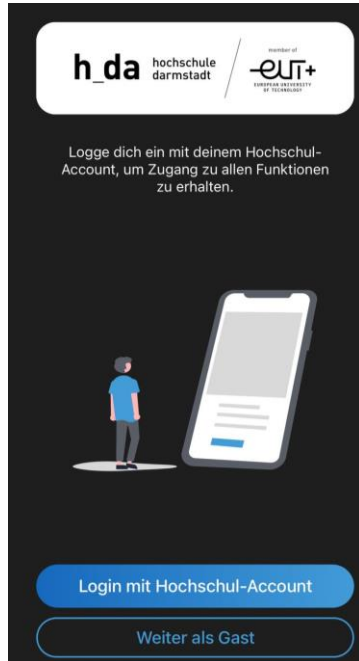 h_da
hochschule
darmstadt
member of
eut+
EUROPEAN UNIVERSITY
OF TECHNOLOGY
Logge dich ein mit deinem Hochschul-
Account, um Zugang zu allen Funktionen
zu erhalten.
Login mit Hochschul-Account
Weiter als Gast